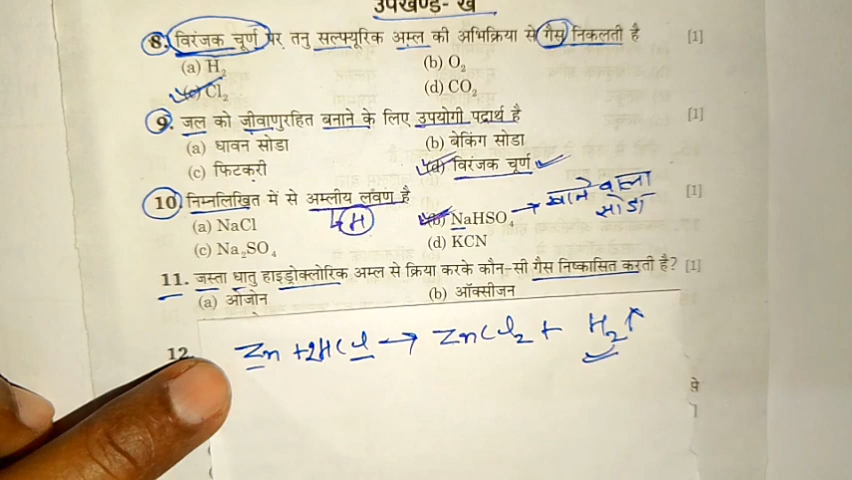 उपखण्ड- ख
8. विरंजक चूर्ण पर तनु सल्फ्यूरिक अम्ल की अभिक्रिया से गैस निकलती है [1]
(a) H₂ (b) O₂
(c) Cl₂ (d) CO₂
9. जल को जीवाणुरहित बनाने के लिए उपयोगी पदार्थ है [1]
(a) धावन सोडा (b) बेकिंग सोडा
(c) फिटकरी (d) विरंजक चूर्ण
10. निम्नलिखित में से अम्लीय लवण है [1]
H
(a) NaCl (b) NaHSO₄ → खाने वाला
सोडा
(c) Na₂SO₄ (d) KCN
11. जस्ता धातु हाइड्रोक्लोरिक अम्ल से क्रिया करके कौन-सी गैस निष्कासित करती है? [1]
(a) ओजोन (b) ऑक्सीजन
12. Zn + 2HCl → ZnCl₂ + H₂↑